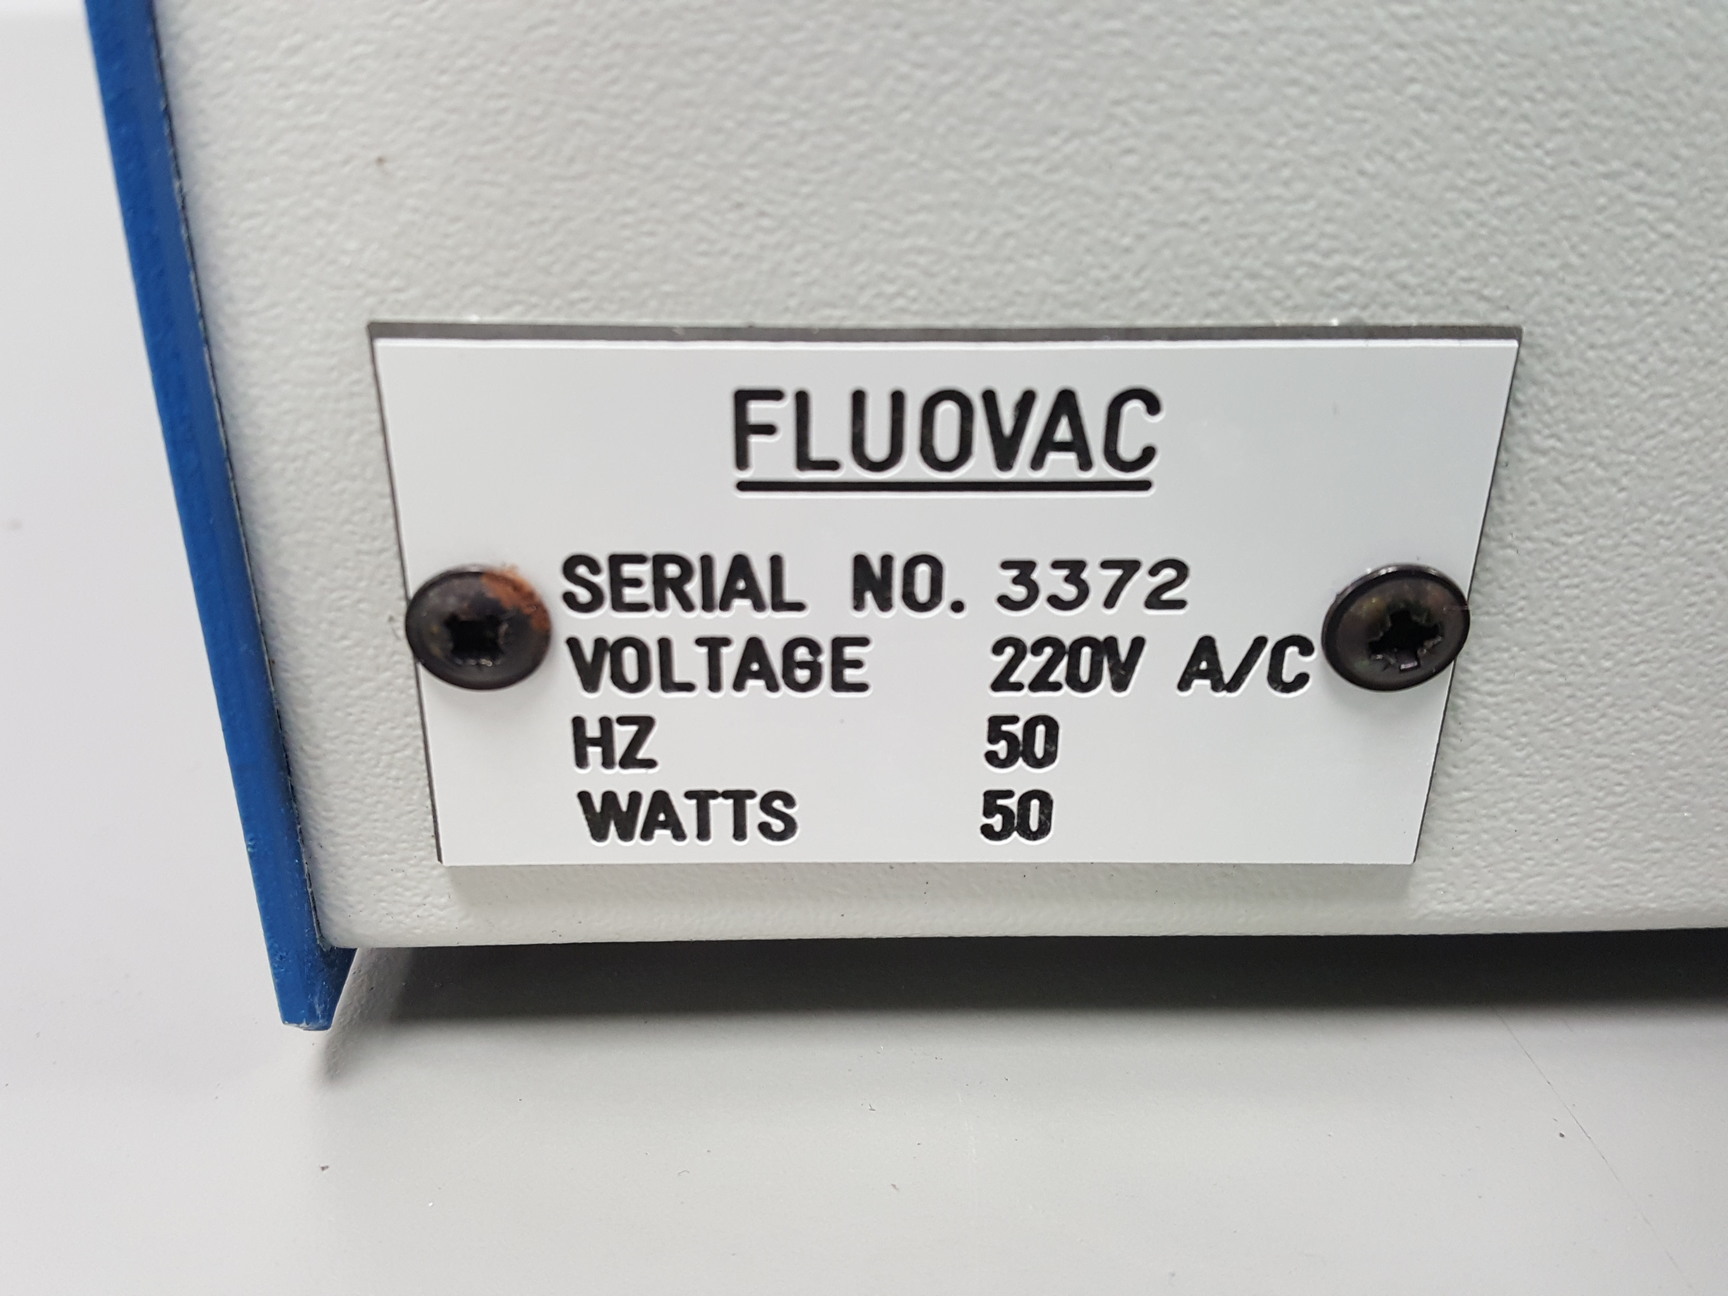 FLUOVAC
SERIAL NO. 3372
VOLTAGE 220V A/C
HZ 50
WATTS 50